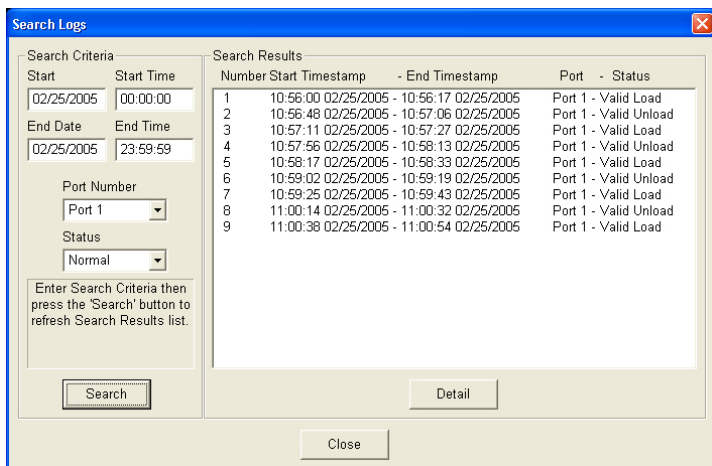 Search Logs
Search Criteria
Start Start Time
02/25/2005 00:00:00
End Date End Time
02/25/2005 23:59:59
Port Number
Port 1
Status
Normal
Enter Search Criteria then
press the 'Search' button to
refresh Search Results list.
Search
Search Results
Number Start Timestamp - End Timestamp Port - Status
1 10:56:00 02/25/2005 - 10:56:17 02/25/2005 Port 1 - Valid Load
2 10:56:48 02/25/2005 - 10:57:06 02/25/2005 Port 1 - Valid Unload
3 10:57:11 02/25/2005 - 10:57:27 02/25/2005 Port 1 - Valid Load
4 10:57:56 02/25/2005 - 10:58:13 02/25/2005 Port 1 - Valid Unload
5 10:58:17 02/25/2005 - 10:58:33 02/25/2005 Port 1 - Valid Load
6 10:59:02 02/25/2005 - 10:59:19 02/25/2005 Port 1 - Valid Unload
7 10:59:25 02/25/2005 - 10:59:43 02/25/2005 Port 1 - Valid Load
8 11:00:14 02/25/2005 - 11:00:32 02/25/2005 Port 1 - Valid Unload
9 11:00:38 02/25/2005 - 11:00:54 02/25/2005 Port 1 - Valid Load
Detail
Close